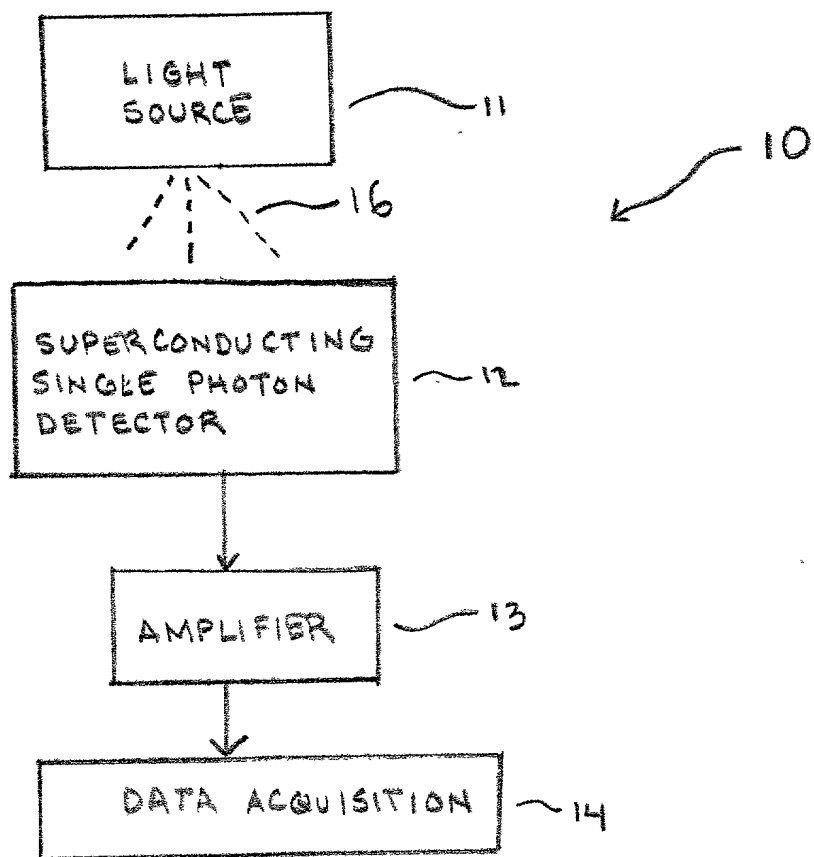 LIGHT
SOURCE
11
10
16
SUPERCONDUCTING
SINGLE PHOTON
DETECTOR
12
AMPLIFIER
13
DATA ACQUISITION
14